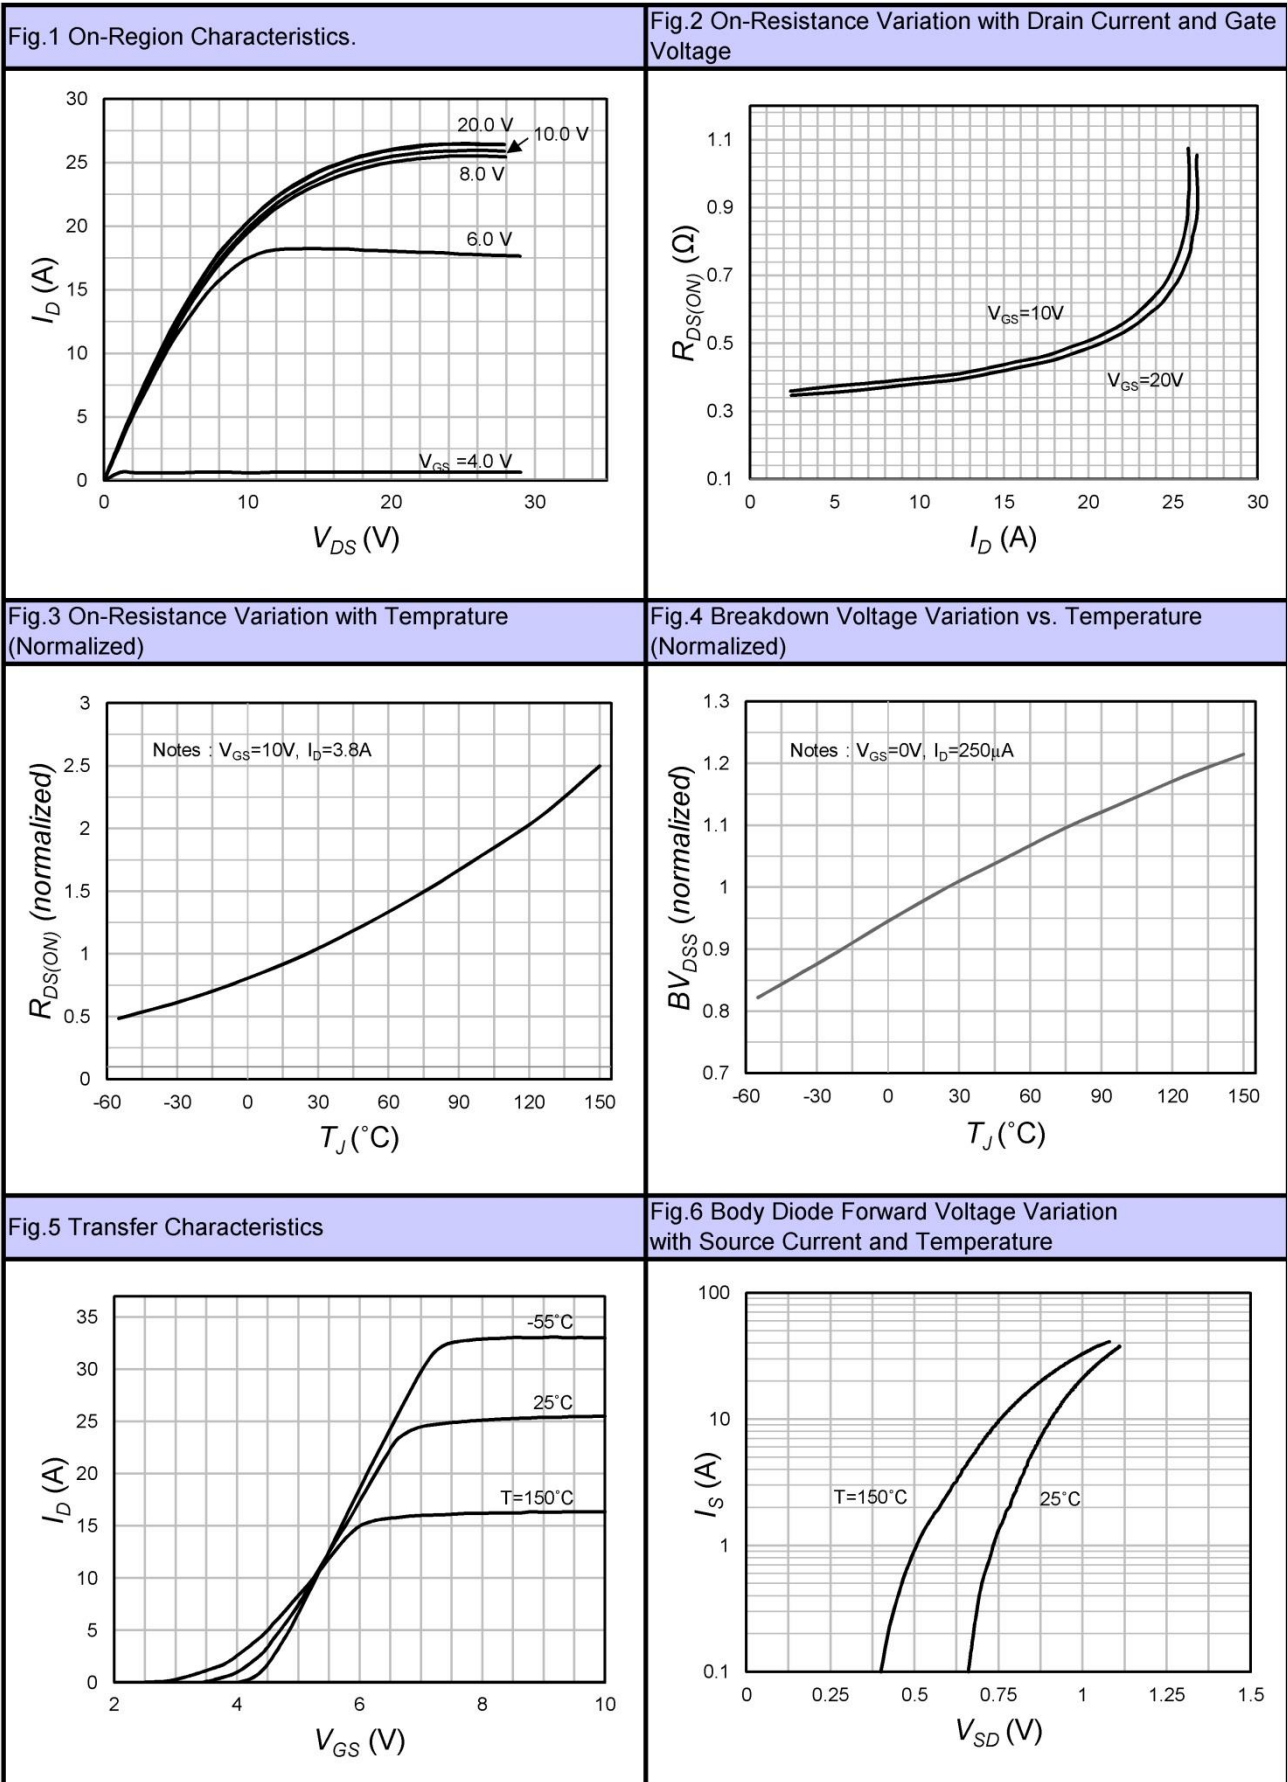 Fig.1 On-Region Characteristics.
Fig.2 On-Resistance Variation with Drain Current and Gate
Voltage
30
25
20
15
10
5
0
I_D (A)
20.0 V
10.0 V
8.0 V
6.0 V
V_GS =4.0 V
0 10 20 30
V_DS (V)
1.1
0.9
0.7
0.5
0.3
0.1
R_DS(ON) (Ω)
V_GS=10V
V_GS=20V
0 5 10 15 20 25 30
I_D (A)
Fig.3 On-Resistance Variation with Temprature
(Normalized)
Fig.4 Breakdown Voltage Variation vs. Temperature
(Normalized)
3
2.5
2
1.5
1
0.5
0
R_DS(ON) (normalized)
Notes : V_GS=10V, I_D=3.8A
-60 -30 0 30 60 90 120 150
T_J (˚C)
1.3
1.2
1.1
1
0.9
0.8
0.7
BV_DSS (normalized)
Notes : V_GS=0V, I_D=250μA
-60 -30 0 30 60 90 120 150
T_J (˚C)
Fig.5 Transfer Characteristics
Fig.6 Body Diode Forward Voltage Variation
with Source Current and Temperature
35
30
25
20
15
10
5
0
I_D (A)
-55˚C
25˚C
T=150˚C
2 4 6 8 10
V_GS (V)
100
10
1
0.1
I_S (A)
T=150˚C
25˚C
0 0.25 0.5 0.75 1 1.25 1.5
V_SD (V)